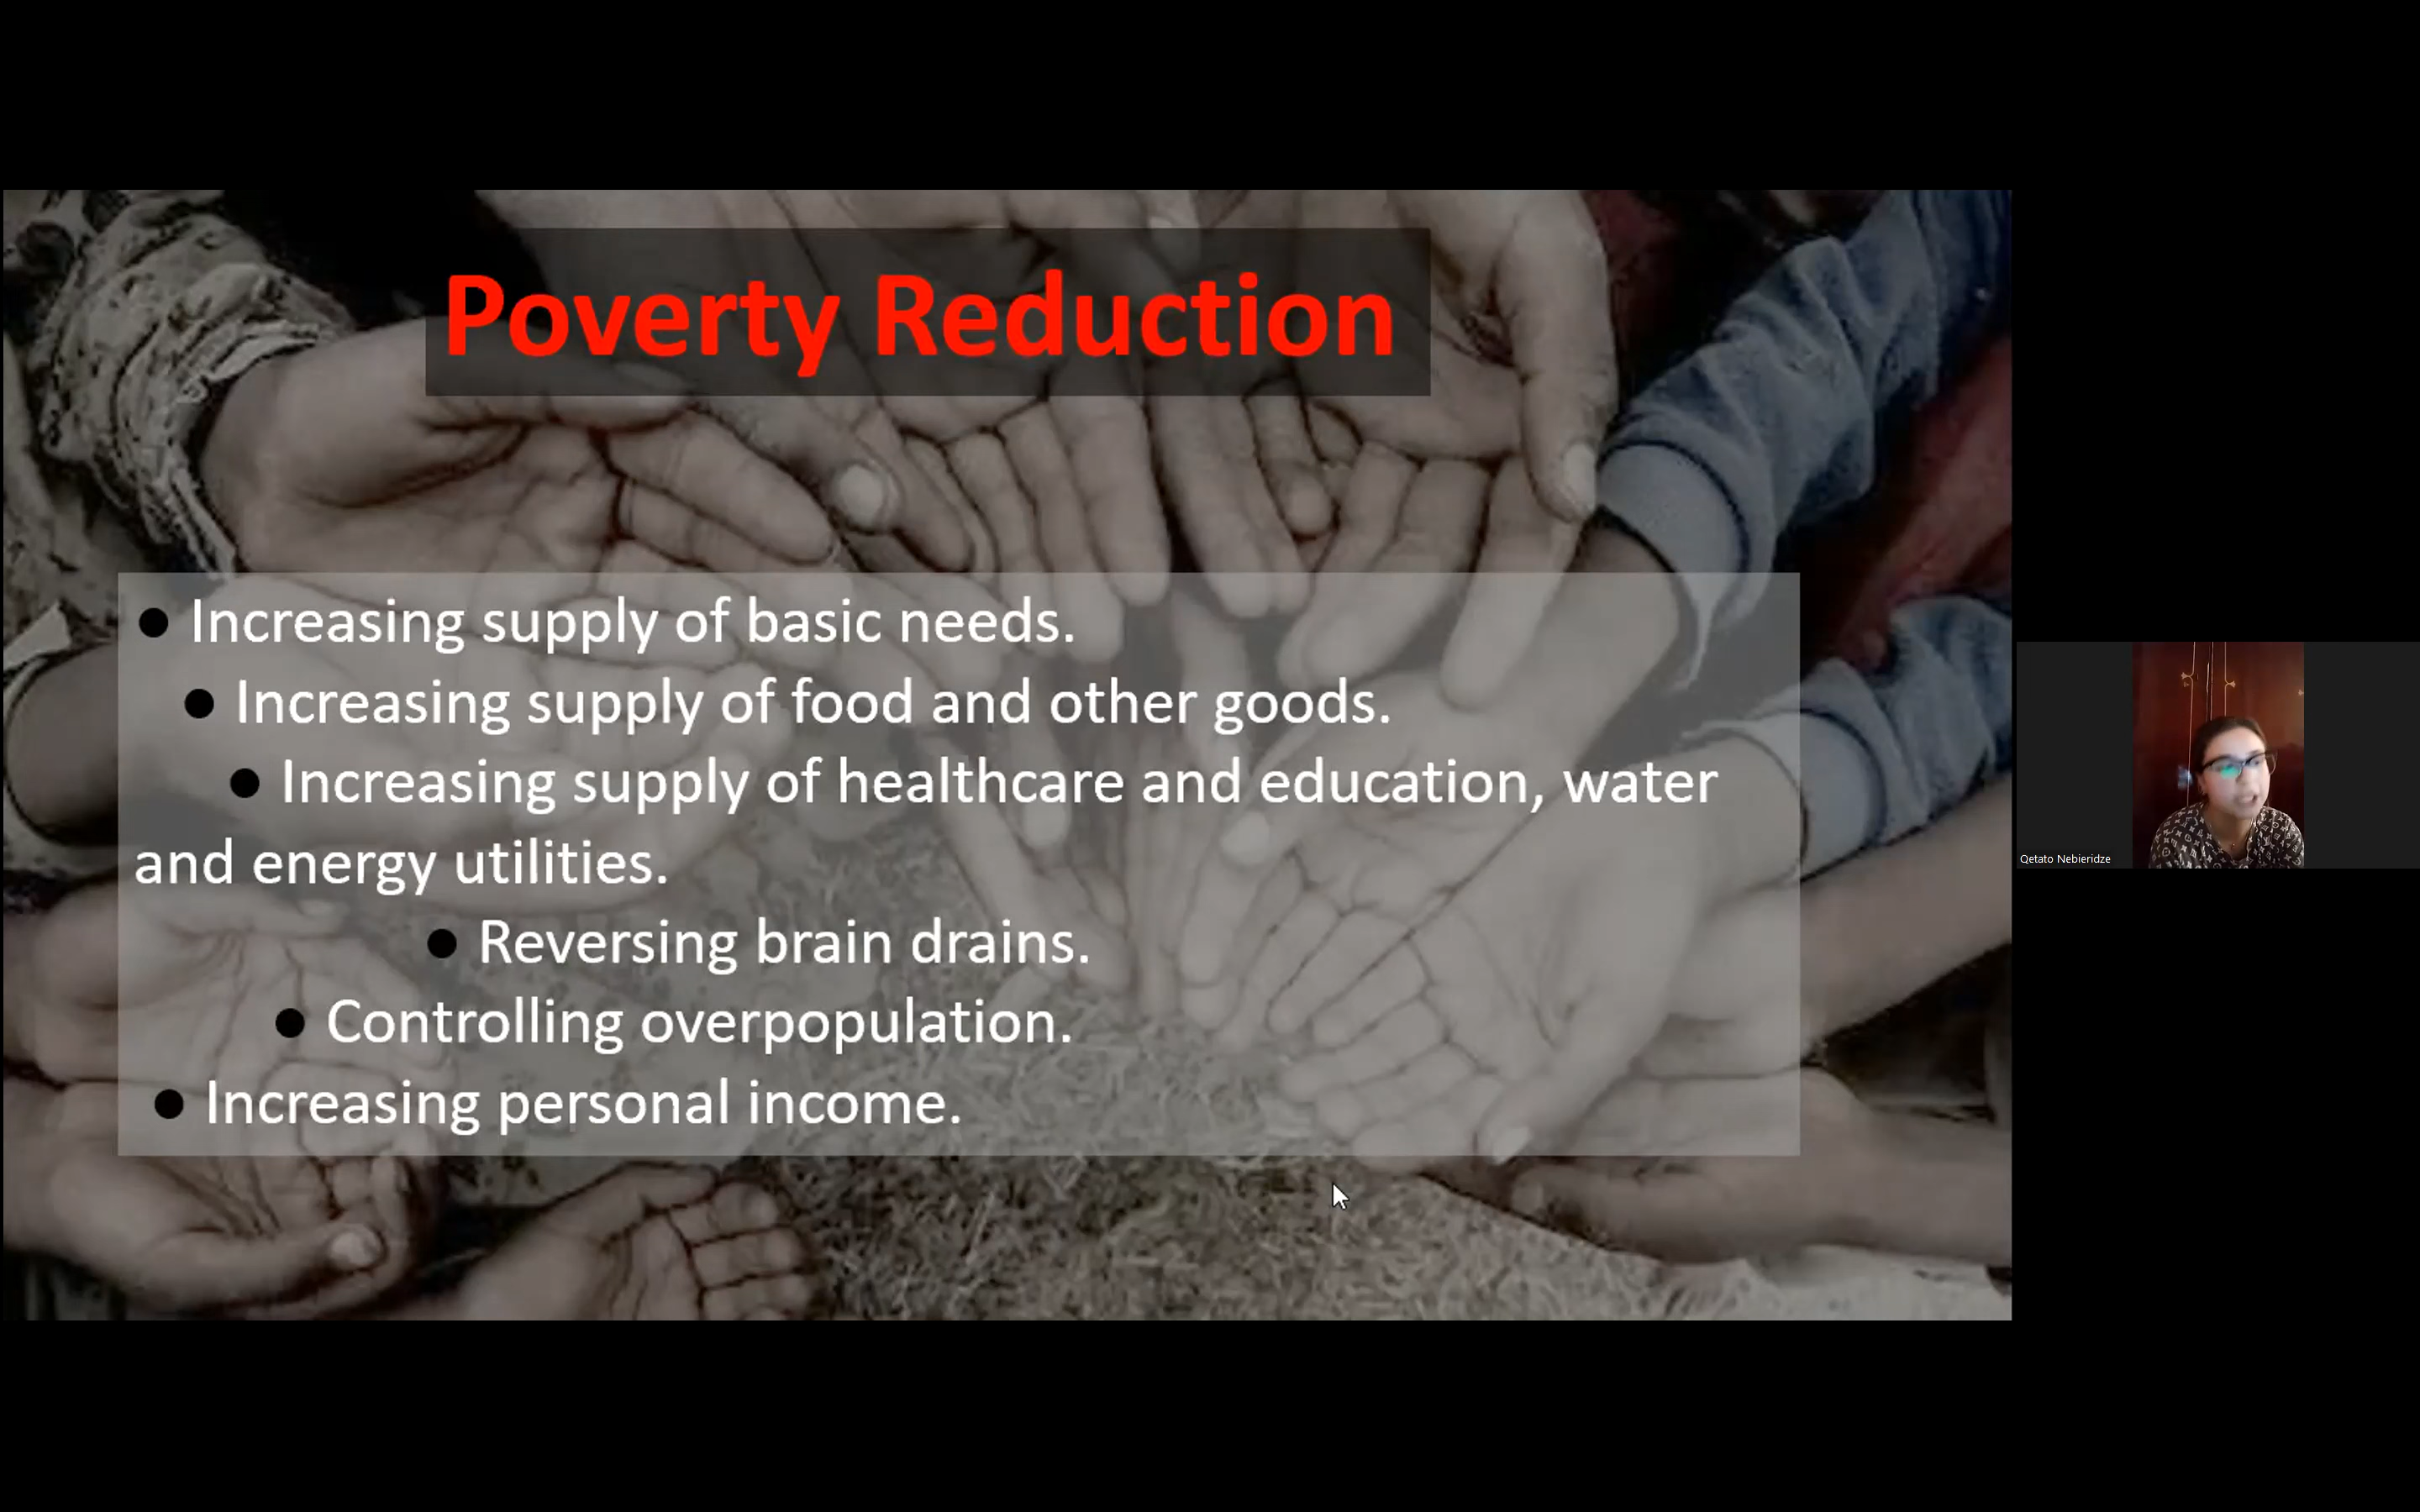 Poverty Reduction
● Increasing supply of basic needs.
● Increasing supply of food and other goods.
● Increasing supply of healthcare and education, water
and energy utilities.
● Reversing brain drains.
● Controlling overpopulation.
● Increasing personal income.
Qetato Nebieridze